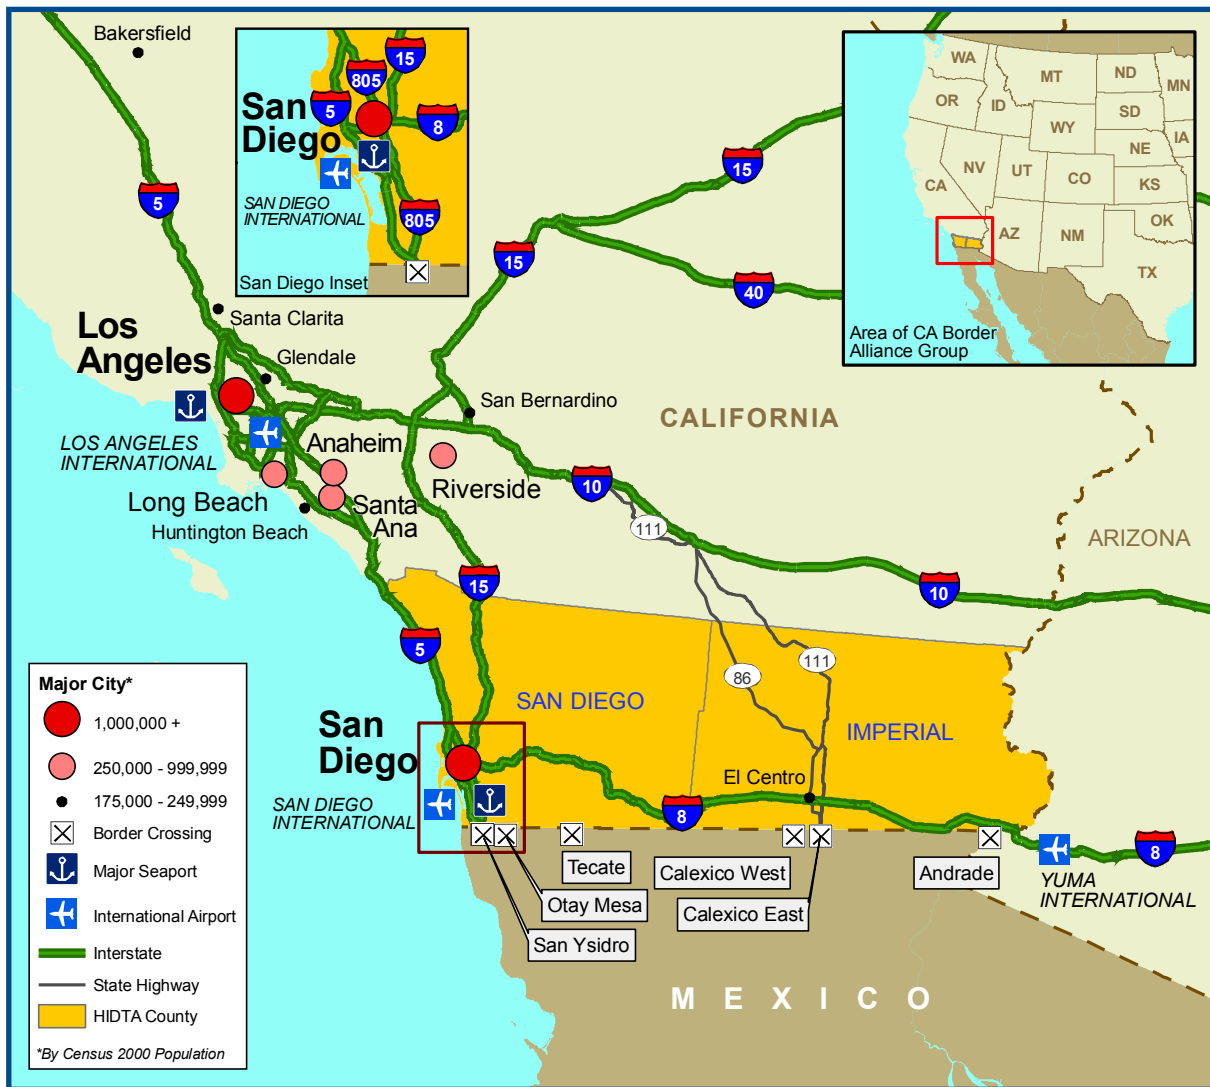 Bakersfield
5
15
805
5
San
Diego
8
SAN DIEGO
INTERNATIONAL
805
San Diego Inset
WA
MT
ND
MN
OR
ID
SD
WY
IA
NE
NV
UT
CA
CO
KS
OK
AZ
NM
TX
Area of CA Border
Alliance Group
15
15
40
Santa Clarita
Los
Angeles
Glendale
San Bernardino
CALIFORNIA
LOS ANGELES
INTERNATIONAL
Anaheim
Riverside
Long Beach
Santa
Ana
Huntington Beach
10
111
ARIZONA
15
10
5
111
86
SAN DIEGO
IMPERIAL
San
Diego
El Centro
SAN DIEGO
INTERNATIONAL
8
8
Tecate
Calexico West
Andrade
YUMA
INTERNATIONAL
Otay Mesa
Calexico East
San Ysidro
MEXICO
Major City*
1,000,000 +
250,000 - 999,999
175,000 - 249,999
Border Crossing
Major Seaport
International Airport
Interstate
State Highway
HIDTA County
*By Census 2000 Population